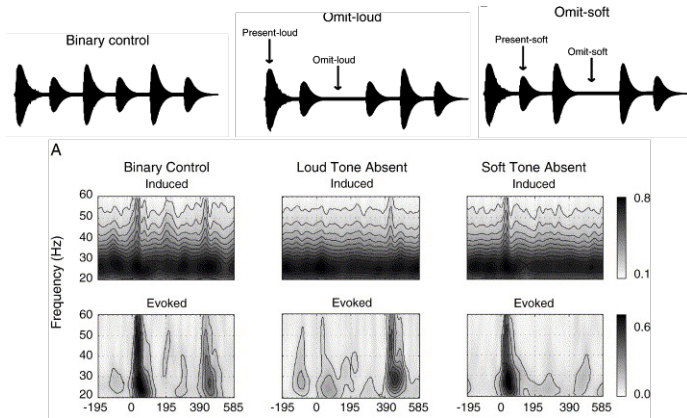 Omit-loud
Omit-soft
Binary control
Present-loud
Omit-loud
Present-soft
Omit-soft
A
Binary Control
Loud Tone Absent
Soft Tone Absent
Induced
Induced
Induced
60
50
40
30
20
0.8
0.1
Frequency (Hz)
Evoked
Evoked
Evoked
60
50
40
30
20
0.6
0.0
-195 0 195 390 585
-195 0 195 400 585
-195 0 195 490 585